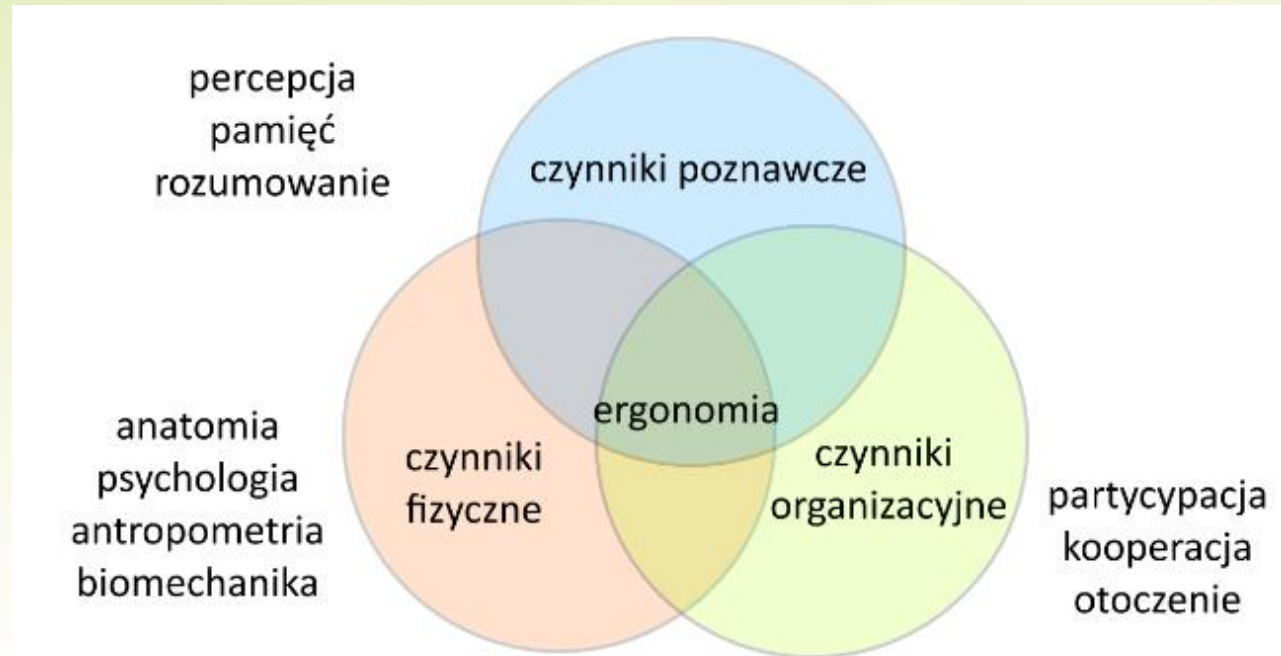 percepcja
pamięć
rozumowanie
czynniki poznawcze
anatomia
psychologia
antropometria
biomechanika
czynniki
fizyczne
ergonomia
czynniki
organizacyjne
partycypacja
kooperacja
otoczenie